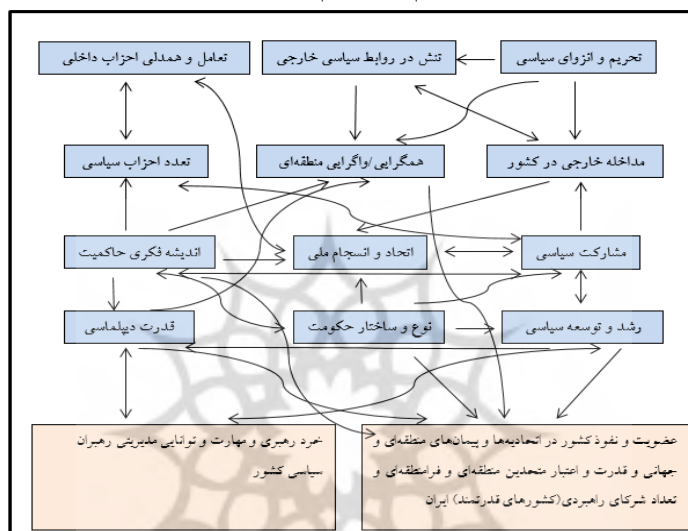 تحریم و انزوای سیاسی
تنش در روابط سیاسی خارجی
تعامل و همدلی احزاب داخلی
مداخله خارجی در کشور
همگرایی/واگرایی منطقه‌ای
تعدد احزاب سیاسی
مشارکت سیاسی
اتحاد و انسجام ملی
اندیشه فکری حاکمیت
رشد و توسعه سیاسی
نوع و ساختار حکومت
قدرت دیپلماسی
عضویت و نفوذ کشور در اتحادیه‌ها و پیمان‌های منطقه‌ای و
جهانی و قدرت و اعتبار متحدین منطقه‌ای و فرامنطقه‌ای و
تعداد شرکای راهبردی(کشورهای قدرتمند) ایران
خرد رهبری و مهارت و توانایی مدیریتی رهبران
سیاسی کشور